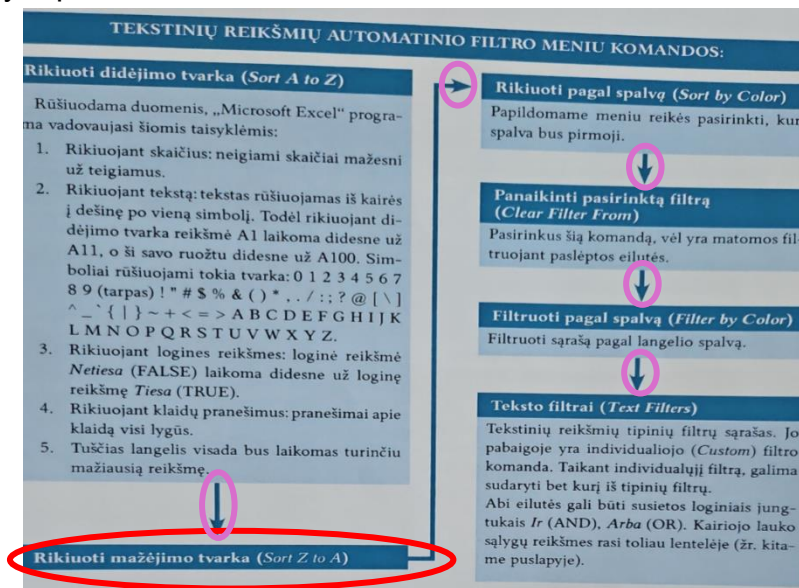 TEKSTINIŲ REIKŠMIŲ AUTOMATINIO FILTRO MENIU KOMANDOS:
Rikiuoti didėjimo tvarka (Sort A to Z)
Rūšiuodama duomenis, „Microsoft Excel“ progra-
ma vadovaujasi šiomis taisyklėmis:
1. Rikiuojant skaičius: neigiami skaičiai mažesni
už teigiamus.
2. Rikiuojant tekstą: tekstas rūšiuojamas iš kairės
į dešinę po vieną simbolį. Todėl rikiuojant di-
dėjimo tvarka reikšmė A1 laikoma didesne už
A11, o ši savo ruožtu didesne už A100. Sim-
boliai rūšiuojami tokia tvarka: 0 1 2 3 4 5 6 7
8 9 (tarpas) ! " # $ % & ( ) * , . / : ; ? @ [ \ ]
^ _ ` { | } ~ + < = > A B C D E F G H I J K
L M N O P Q R S T U V W X Y Z.
3. Rikiuojant logines reikšmes: loginė reikšmė
Netiesa (FALSE) laikoma didesne už loginę
reikšmę Tiesa (TRUE).
4. Rikiuojant klaidų pranešimus: pranešimai apie
klaidą visi lygūs.
5. Tuščias langelis visada bus laikomas turinčiu
mažiausią reikšmę.
Rikiuoti mažėjimo tvarka (Sort Z to A)
Rikiuoti pagal spalvą (Sort by Color)
Papildomame meniu reikės pasirinkti, kur
spalva bus pirmoji.
Panaikinti pasirinktą filtrą
(Clear Filter From)
Pasirinkus šią komandą, vėl yra matomos fil-
truojant paslėptos eilutės.
Filtruoti pagal spalvą (Filter by Color)
Filtruoti sąrašą pagal langelio spalvą.
Teksto filtrai (Text Filters)
Tekstinių reikšmių tipinių filtrų sąrašas. Jo
pabaigoje yra individualiojo (Custom) filtro
komanda. Taikant individualųjį filtrą, galima
sudaryti bet kurį iš tipinių filtrų.
Abi eilutės gali būti susietos loginiais jung-
tukais Ir (AND), Arba (OR). Kairiojo lauko
sąlygų reikšmes rasi toliau lentelėje (žr. kita-
me puslapyje).